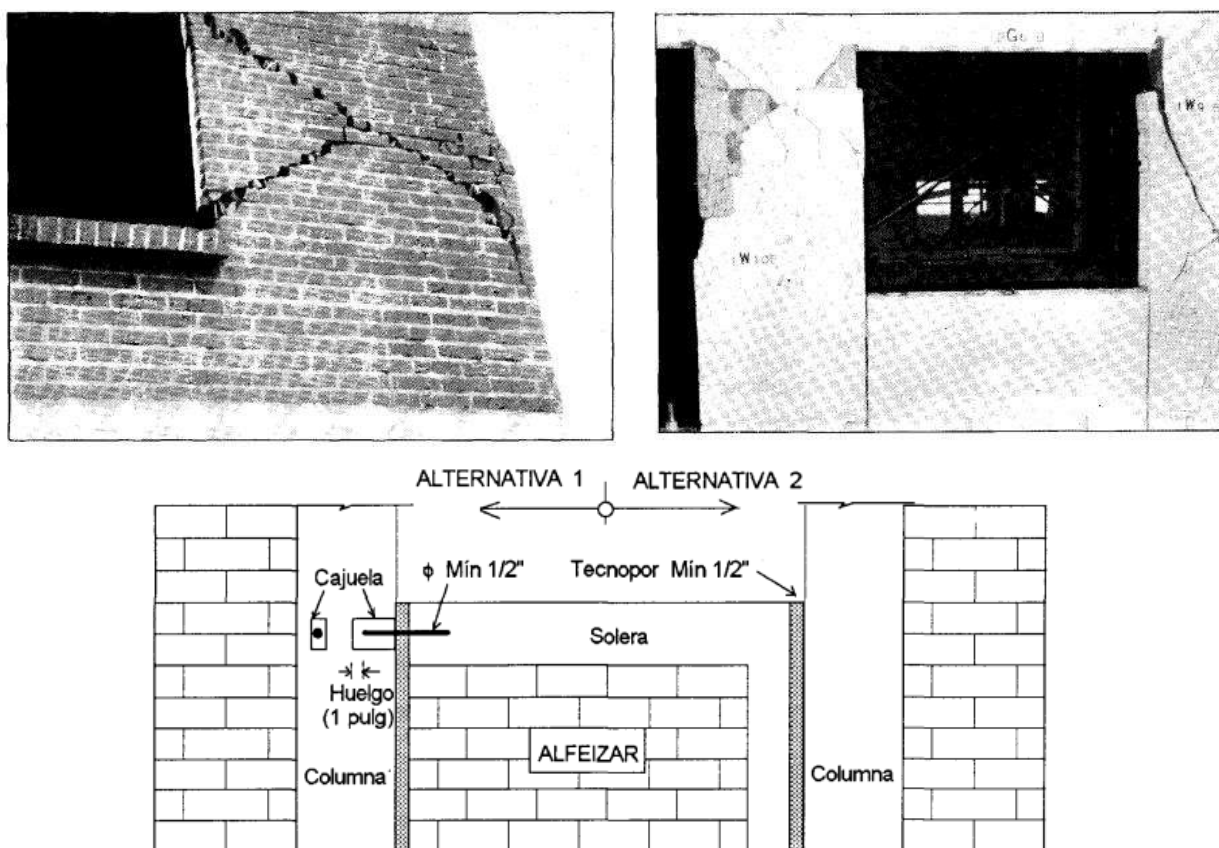 ALTERNATIVA 1 ALTERNATIVA 2
Cajuela
ϕ Mín 1/2"
Tecnopor Mín 1/2"
Solera
Huelgo
(1 pulg)
ALFEIZAR
Columna
Columna